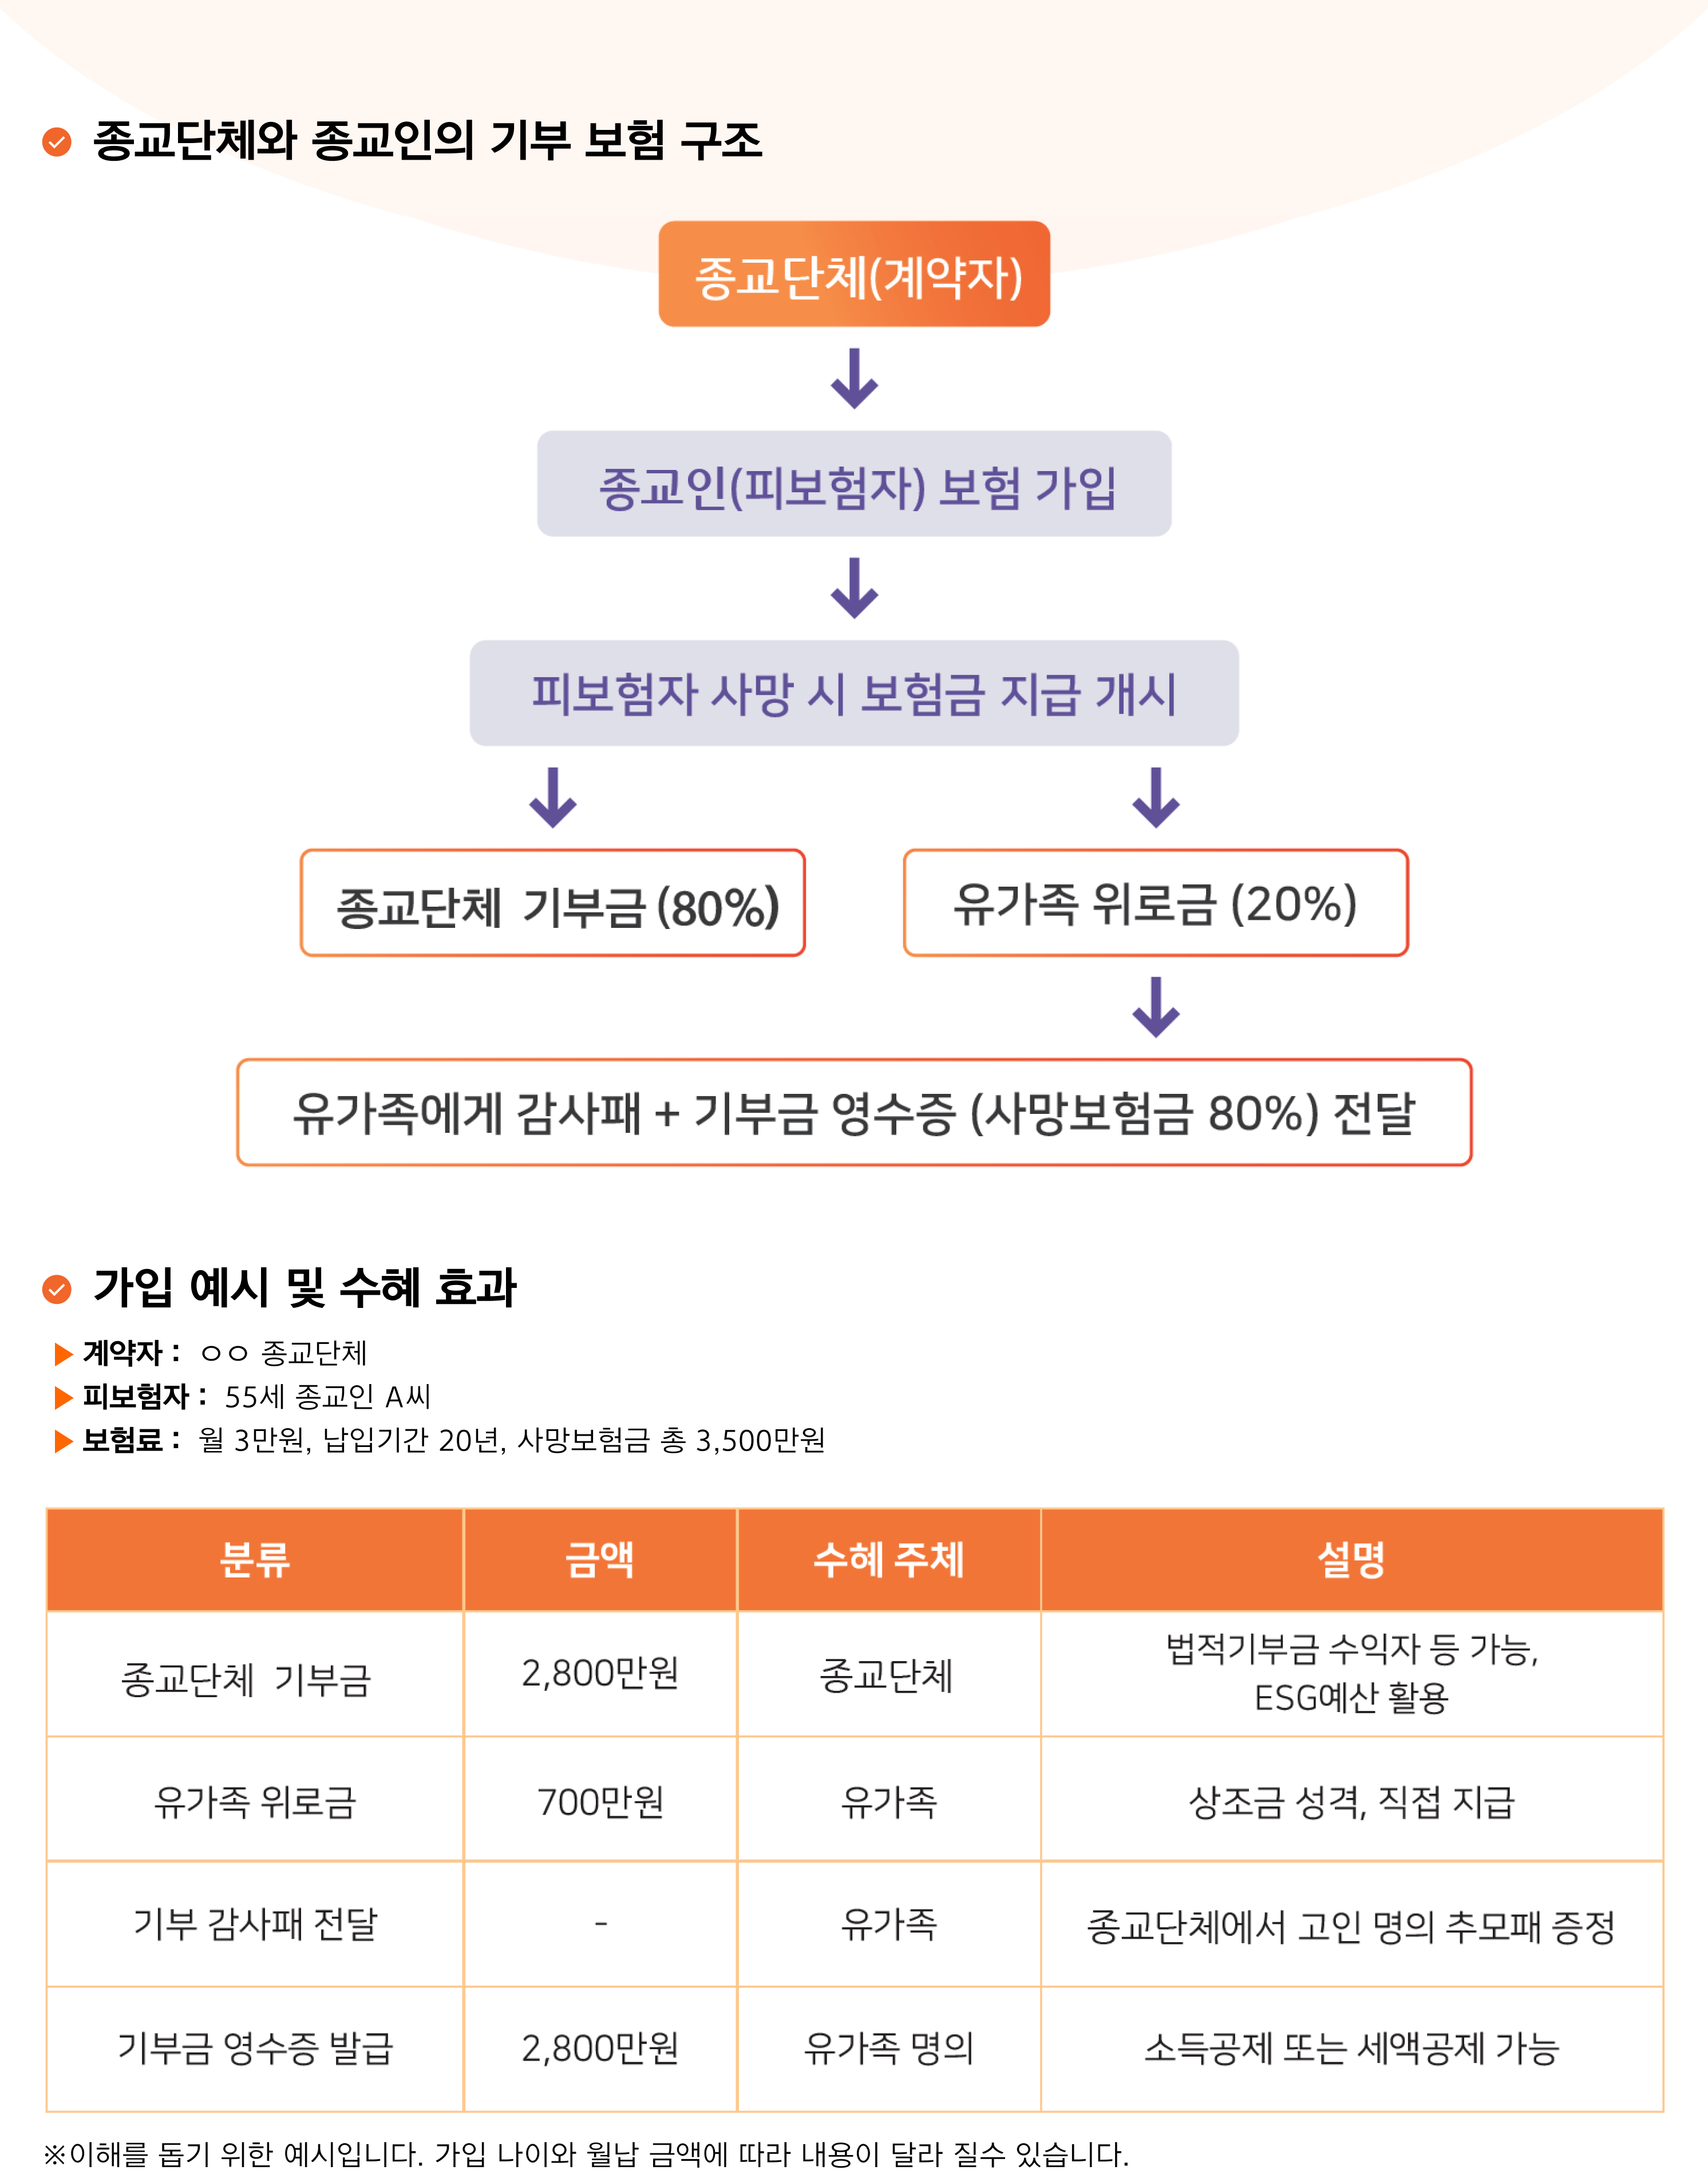 종교단체와 종교인의 기부 보험 구조
종교단체(계약자)
종교인(피보험자) 보험 가입
피보험자 사망 시 보험금 지급 개시
종교단체 기부금 (80%)
유가족 위로금 (20%)
유가족에게 감사패 + 기부금 영수증 (사망보험금 80%) 전달
가입 예시 및 수혜 효과
▶ 계약자 : ㅇㅇ 종교단체
▶ 피보험자 : 55세 종교인 A씨
▶ 보험료 : 월 3만원, 납입기간 20년, 사망보험금 총 3,500만원
분류 금액 수혜 주체 설명
종교단체 기부금 2,800만원 종교단체 법적기부금 수익자 등 가능,
ESG예산 활용
유가족 위로금 700만원 유가족 상조금 성격, 직접 지급
기부 감사패 전달 - 유가족 종교단체에서 고인 명의 추모패 증정
기부금 영수증 발급 2,800만원 유가족 명의 소득공제 또는 세액공제 가능
※이해를 돕기 위한 예시입니다. 가입 나이와 월납 금액에 따라 내용이 달라 질수 있습니다.